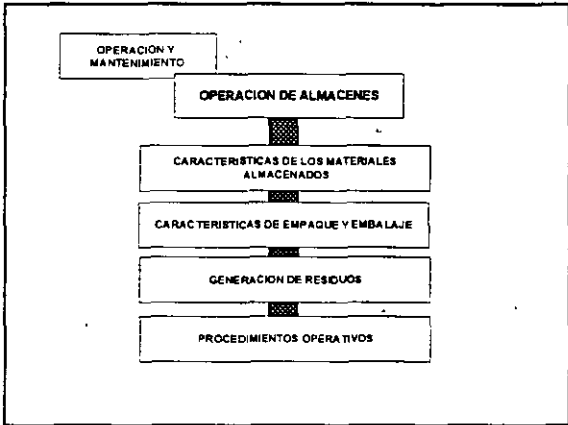 OPERACION Y
MANTENIMIENTO
OPERACION DE ALMACENES
CARACTERISTICAS DE LOS MATERIALES
ALMACENADOS
CARACTERISTICAS DE EMPAQUE Y EMBALAJE
GENERACION DE RESIDUOS
PROCEDIMIENTOS OPERATIVOS